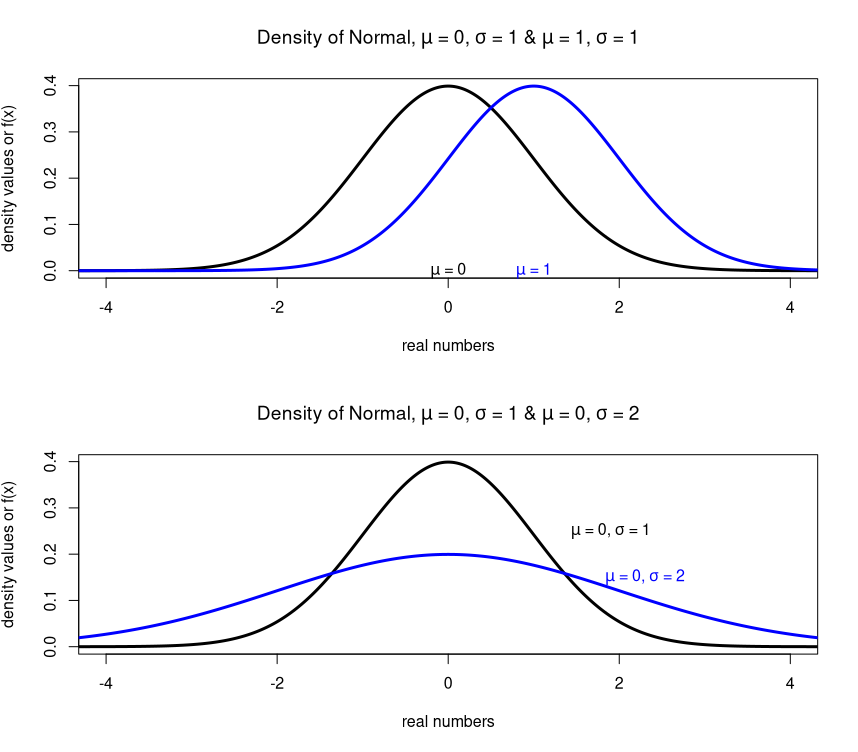 Density of Normal, μ = 0, σ = 1 & μ = 1, σ = 1
density values or f(x)
0.4
0.3
0.2
0.1
0.0
μ = 0 μ = 1
-4 -2 0 2 4
real numbers
Density of Normal, μ = 0, σ = 1 & μ = 0, σ = 2
density values or f(x)
0.4
0.3
0.2
0.1
0.0
μ = 0, σ = 1
μ = 0, σ = 2
-4 -2 0 2 4
real numbers